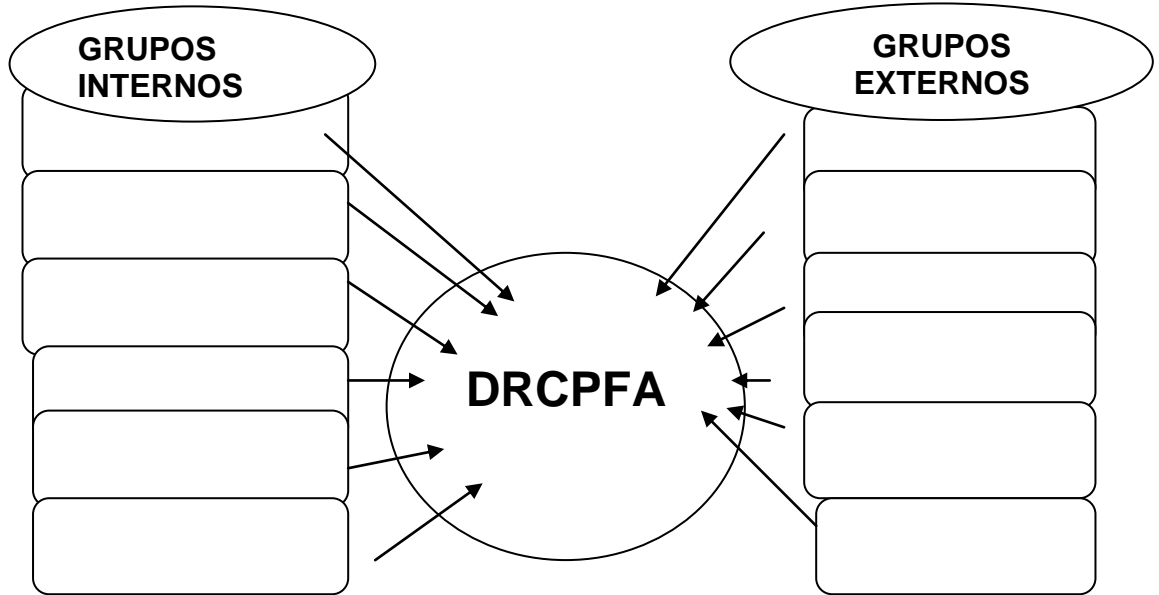 GRUPOS
INTERNOS
GRUPOS
EXTERNOS
DRCPFA